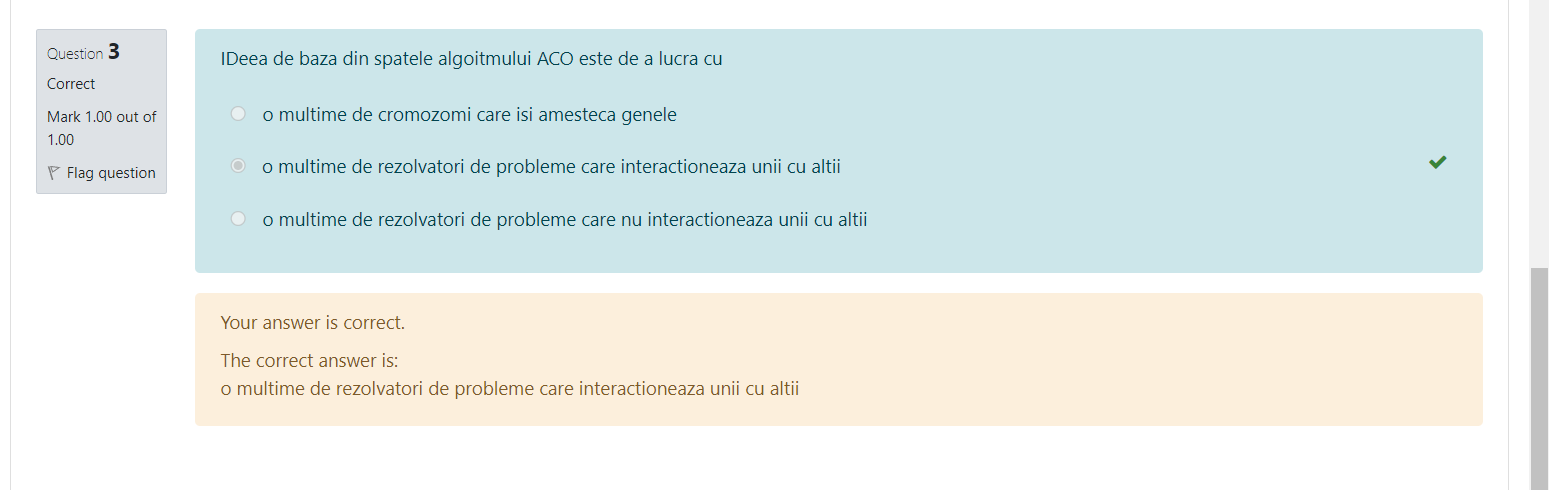 Question 3
Correct
Mark 1.00 out of
1.00
Flag question
IDeea de baza din spatele algoitmului ACO este de a lucra cu
o multime de cromozomi care isi amesteca genele
o multime de rezolvatori de probleme care interactioneaza unii cu altii
o multime de rezolvatori de probleme care nu interactioneaza unii cu altii
Your answer is correct.
The correct answer is:
o multime de rezolvatori de probleme care interactioneaza unii cu altii